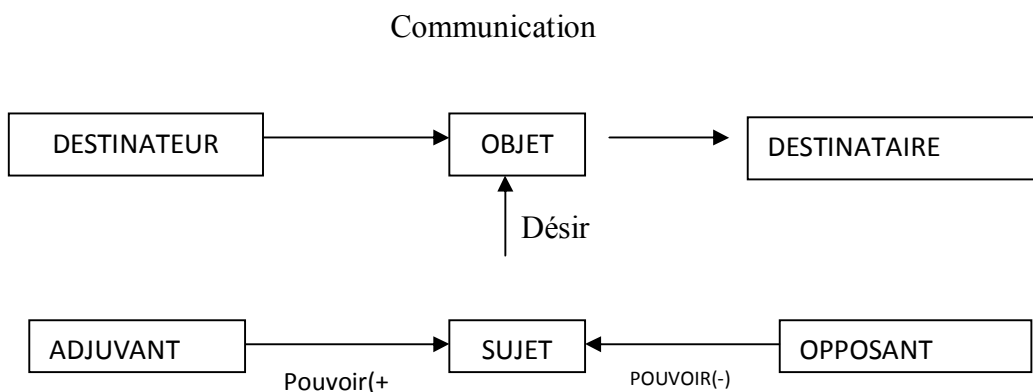 Communication
DESTINATEUR OBJET DESTINATAIRE
Désir
ADJUVANT SUJET OPPOSANT
Pouvoir(+ POUVOIR(-)